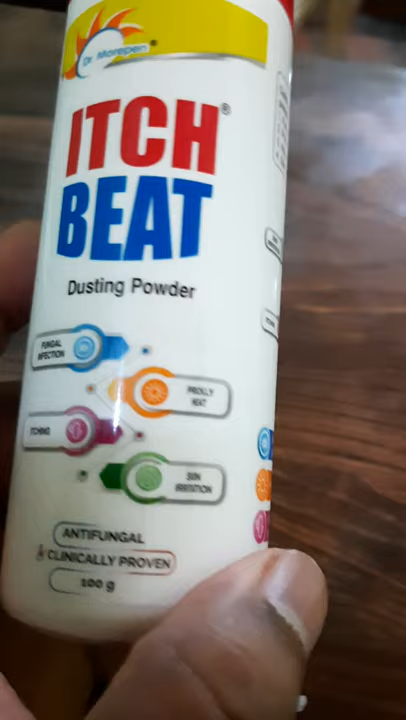 Dr. Morepen®
ITCH®
BEAT
Dusting Powder
FUNGAL
INFECTION
PRICKLY
HEAT
ITCHING
SKIN
IRRITATION
ANTIFUNGAL
& CLINICALLY PROVEN
100 g